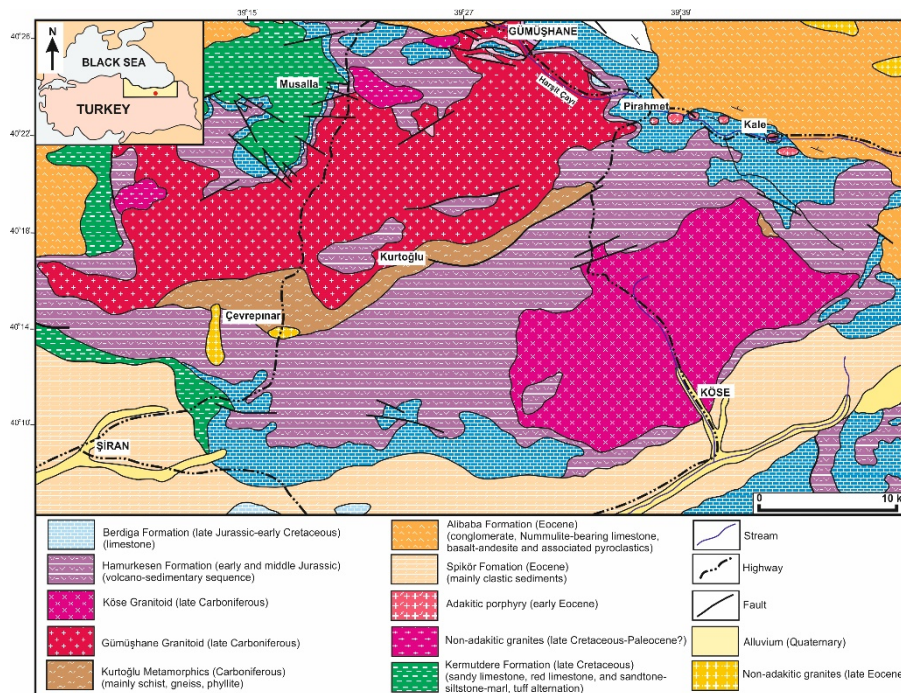 39°15
39°27
39°39
40°26
N
BLACK SEA
TURKEY
GÜMÜŞHANE
Musalla
Harşit Çayı
Pirahmet
Kale
40°22
40°18
Kurtoğlu
Çevrepınar
40°14
KÖSE
40°10
ŞİRAN
0 10 k
Berdiga Formation (late Jurassic-early Cretaceous)
(limestone)
Hamurkesen Formation (early and middle Jurassic)
(volcano-sedimentary sequence)
Köse Granitoid (late Carboniferous)
Gümüşhane Granitoid (late Carboniferous)
Kurtoğlu Metamorphics (Carboniferous)
(mainly schist, gneiss, phyllite)
Alibaba Formation (Eocene)
(conglomerate, Nummulite-bearing limestone,
basalt-andesite and associated pyroclastics)
Spikör Fomation (Eocene)
(mainly clastic sediments)
Adakitic porphyry (early Eocene)
Non-adakitic granites (late Cretaceous-Paleocene?)
Kermutdere Formation (late Cretaceous)
(sandy limestone, red limestone, and sandtone-
siltstone-marl, tuff alternation)
Stream
Highway
Fault
Alluvium (Quaternary)
Non-adakitic granites (late Eocene